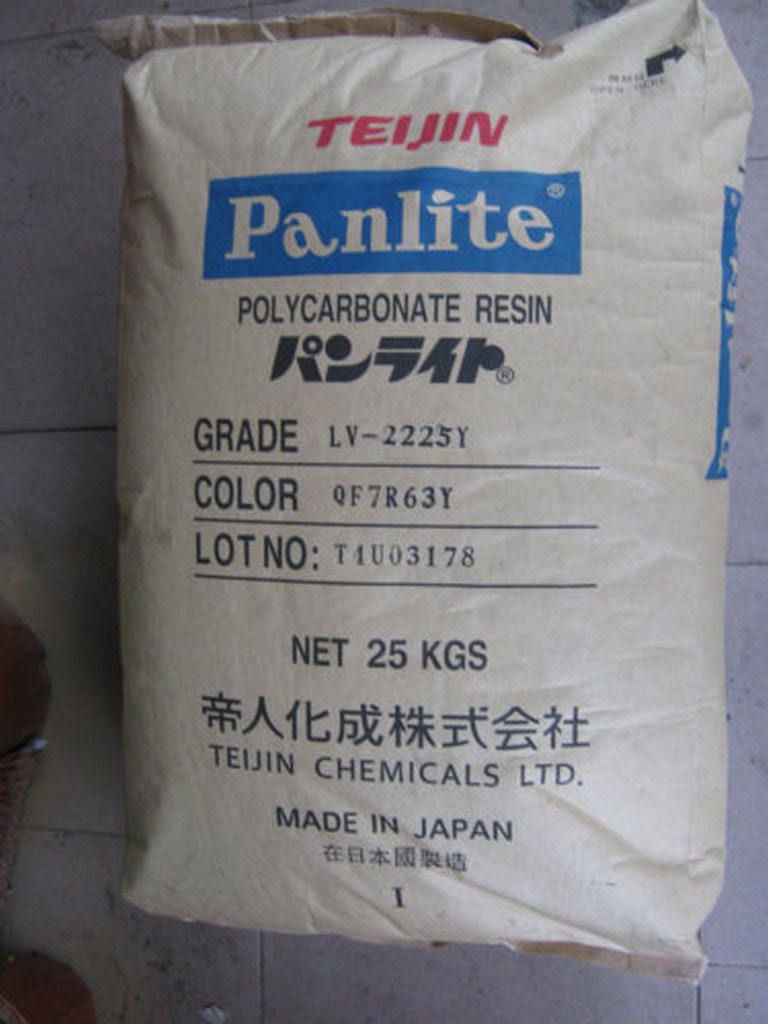 OPEN HERE
TEIJIN
Panlite®
POLYCARBONATE RESIN
パンライト®
GRADE LV-2225Y
COLOR QF7R63Y
LOT NO: T4U03178
NET 25 KGS
帝人化成株式会社
TEIJIN CHEMICALS LTD.
MADE IN JAPAN
在日本國製造
I